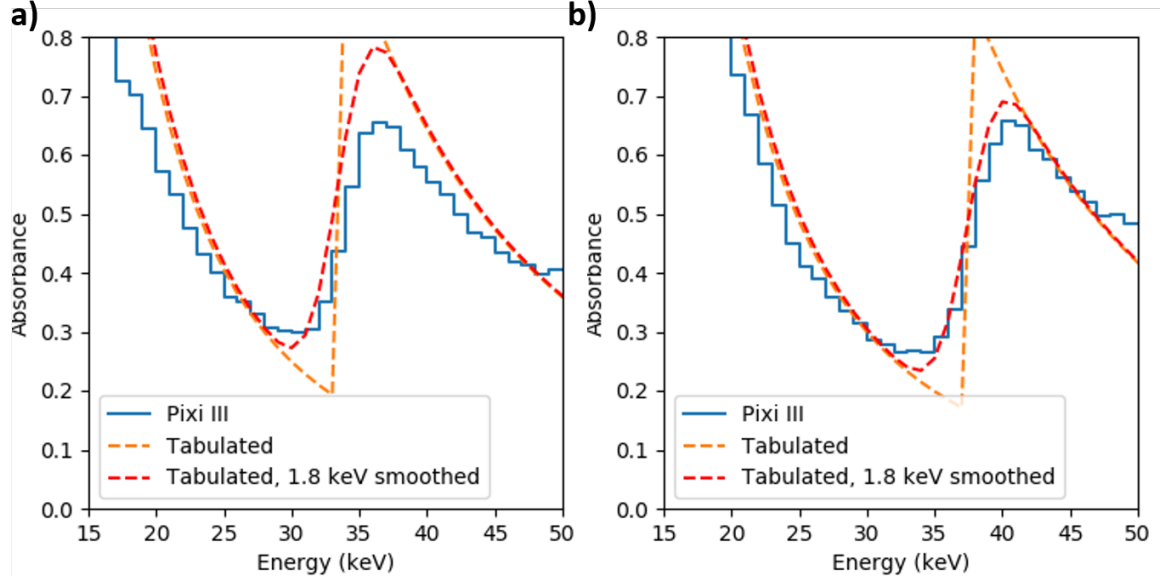 a)
0.8
0.7
0.6
0.5
0.4
0.3
0.2
0.1
0.0
Absorbance
Pixi III
Tabulated
Tabulated, 1.8 keV smoothed
15 20 25 30 35 40 45 50
Energy (keV)
b)
0.8
0.7
0.6
0.5
0.4
0.3
0.2
0.1
0.0
Absorbance
Pixi III
Tabulated
Tabulated, 1.8 keV smoothed
15 20 25 30 35 40 45 50
Energy (keV)